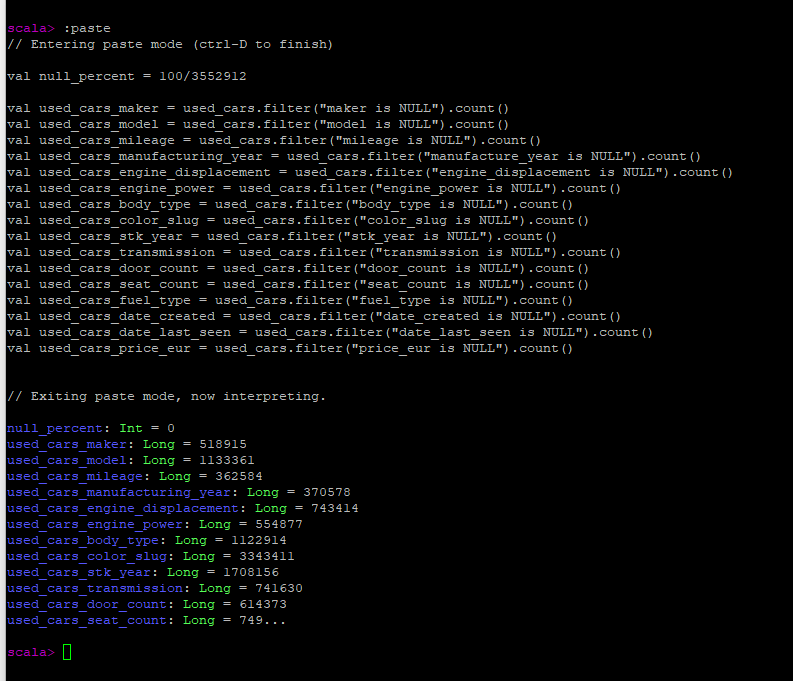 scala> :paste
// Entering paste mode (ctrl-D to finish)
val null_percent = 100/3552912
val used_cars_maker = used_cars.filter("maker is NULL").count()
val used_cars_model = used_cars.filter("model is NULL").count()
val used_cars_mileage = used_cars.filter("mileage is NULL").count()
val used_cars_manufacturing_year = used_cars.filter("manufacture_year is NULL").count()
val used_cars_engine_displacement = used_cars.filter("engine_displacement is NULL").count()
val used_cars_engine_power = used_cars.filter("engine_power is NULL").count()
val used_cars_body_type = used_cars.filter("body_type is NULL").count()
val used_cars_color_slug = used_cars.filter("color_slug is NULL").count()
val used_cars_stk_year = used_cars.filter("stk_year is NULL").count()
val used_cars_transmission = used_cars.filter("transmission is NULL").count()
val used_cars_door_count = used_cars.filter("door_count is NULL").count()
val used_cars_seat_count = used_cars.filter("seat_count is NULL").count()
val used_cars_fuel_type = used_cars.filter("fuel_type is NULL").count()
val used_cars_date_created = used_cars.filter("date_created is NULL").count()
val used_cars_date_last_seen = used_cars.filter("date_last_seen is NULL").count()
val used_cars_price_eur = used_cars.filter("price_eur is NULL").count()
// Exiting paste mode, now interpreting.
null_percent: Int = 0
used_cars_maker: Long = 518915
used_cars_model: Long = 1133361
used_cars_mileage: Long = 362584
used_cars_manufacturing_year: Long = 370578
used_cars_engine_displacement: Long = 743414
used_cars_engine_power: Long = 554877
used_cars_body_type: Long = 1122914
used_cars_color_slug: Long = 3343411
used_cars_stk_year: Long = 1708156
used_cars_transmission: Long = 741630
used_cars_door_count: Long = 614373
used_cars_seat_count: Long = 749...
scala>